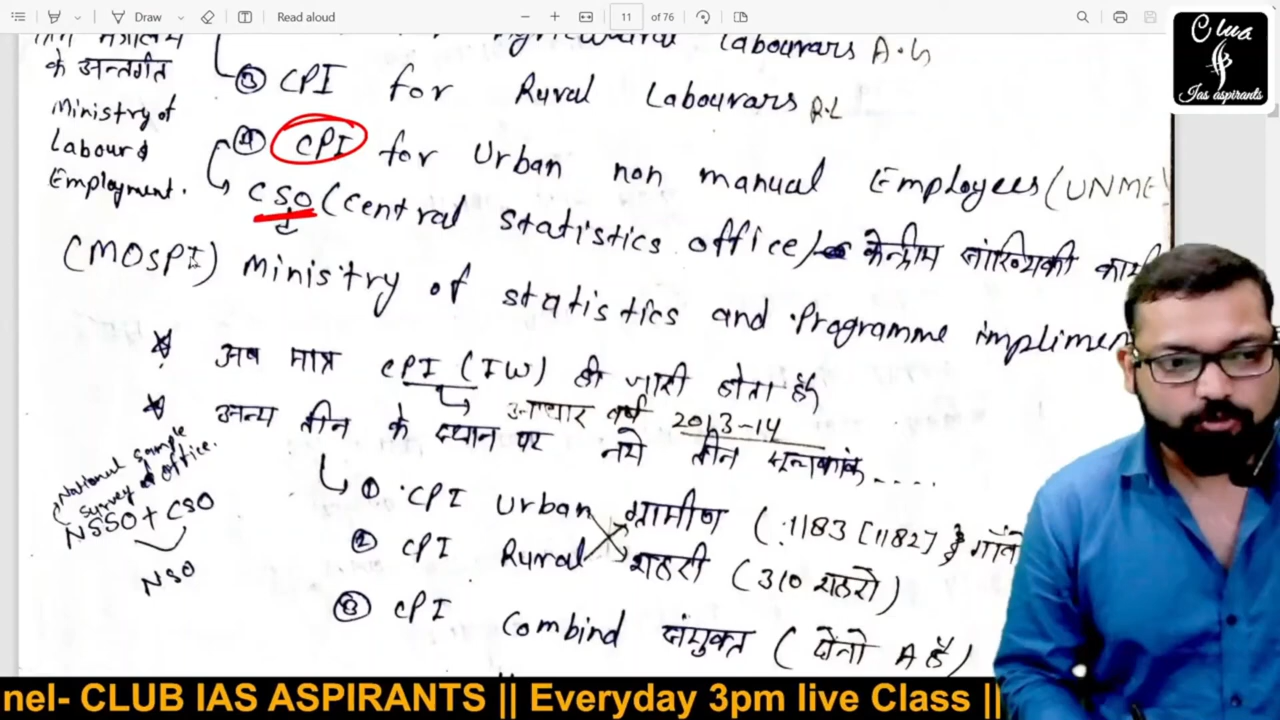 Draw
Read aloud
11 of 76
Club
Ias aspirants
Labourars A.L
के अन्तर्गत
Ministry of
Labour &
Employment.
③ CPI for Rural Labourars R.L
④ CPI for Urban non manual Employees (UNME)
CSO (Central statistics office) केन्द्रीय सांख्यिकी
(MOSPI) Ministry of statistics and Programme implimen
अब मात्र CPI (IW) ही जारी होता है
आधार वर्ष 2013-14
अन्य तीन के स्थान पर नये तीन सूचकांक....
National Sample
Survey Office.
NSSO + CSO
NSO
① CPI Urban ग्रामीण (1183 [1182] गाँवो
② CPI Rural शहरी (310 शहरो)
③ CPI Combind संयुक्त (दोनो A है)
nel- CLUB IAS ASPIRANTS || Everyday 3pm live Class ||